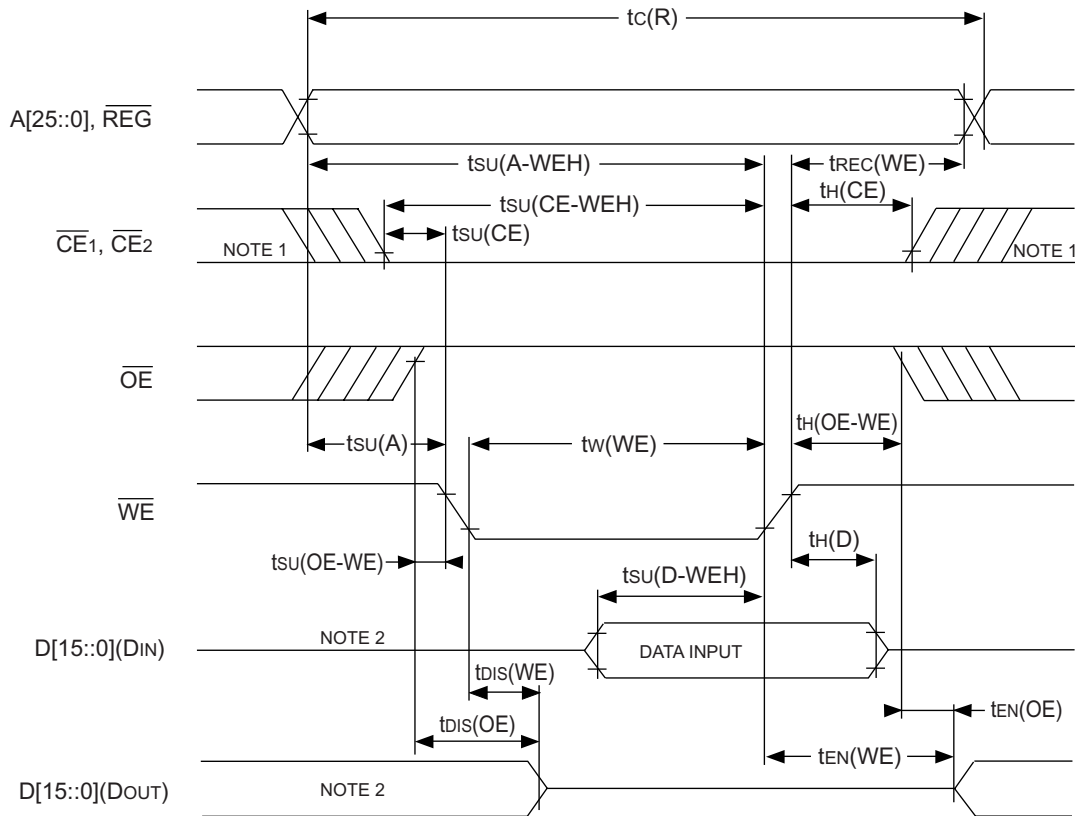 tC(R)
A[25::0], REG
tSU(A-WEH)
tREC(WE)
tSU(CE-WEH)
tH(CE)
tSU(CE)
CE1, CE2
NOTE 1
NOTE 1
OE
tH(OE-WE)
tSU(A)
tW(WE)
WE
tH(D)
tSU(OE-WE)
tSU(D-WEH)
NOTE 2
D[15::0](DIN)
DATA INPUT
tDIS(WE)
tEN(OE)
tDIS(OE)
tEN(WE)
D[15::0](DOUT)
NOTE 2